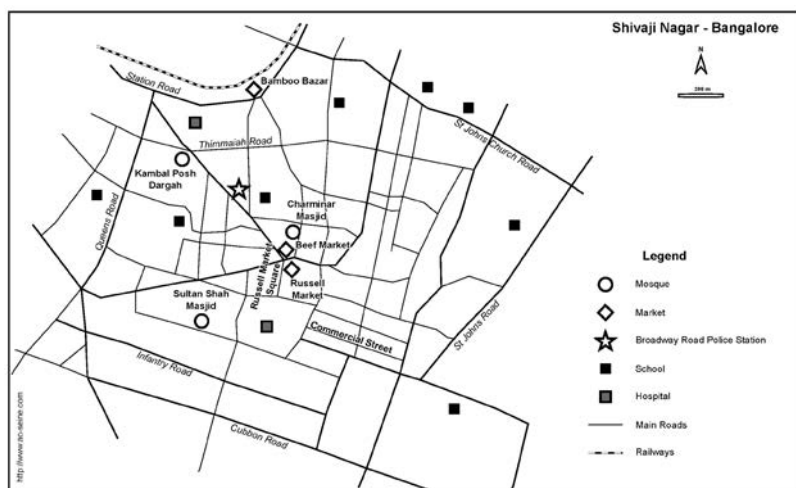 Shivaji Nagar - Bangalore
N
Station Road
Bamboo Bazar
Thimmaiah Road
St Johns Church Road
Kambal Posh
Dargah
Queens Road
Charminar
Masjid
Beef Market
Russell Market
Square
Russell
Market
Sultan Shah
Masjid
Commercial Street
St Johns Road
Infantry Road
Cubbon Road
Legend
Mosque
Market
Broadway Road Police Station
School
Hospital
Main Roads
Railways
http://www.ao-seine.com